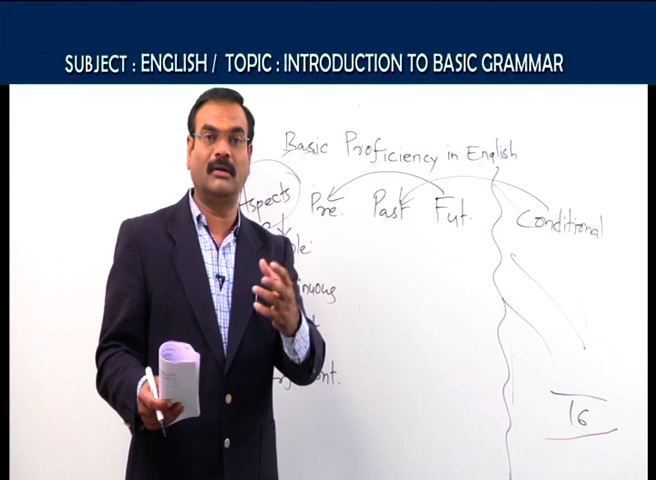 SUBJECT : ENGLISH / TOPIC : INTRODUCTION TO BASIC GRAMMAR
Basic Proficiency in English
Aspects Pre. Past Fut. Conditional
16